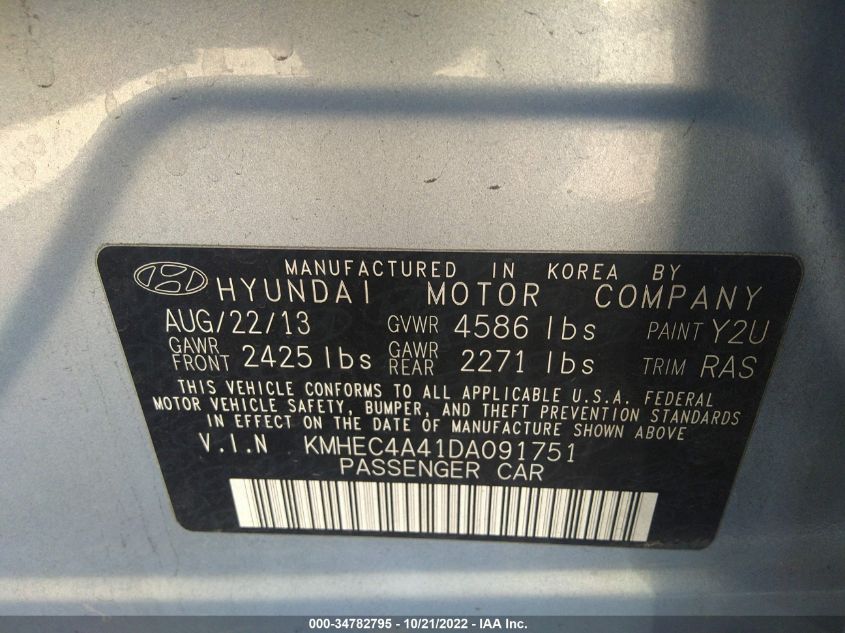 MANUFACTURED IN KOREA BY
HYUNDAI MOTOR COMPANY
AUG/22/13 GVWR 4586 lbs PAINT Y2U
GAWR FRONT 2425 lbs GAWR REAR 2271 lbs TRIM RAS
THIS VEHICLE CONFORMS TO ALL APPLICABLE U.S.A. FEDERAL
MOTOR VEHICLE SAFETY, BUMPER, AND THEFT PREVENTION STANDARDS
IN EFFECT ON THE DATE OF MANUFACTURE SHOWN ABOVE
V.I.N KMHEC4A41DA091751
PASSENGER CAR
000-34782795 - 10/21/2022 - IAA Inc.